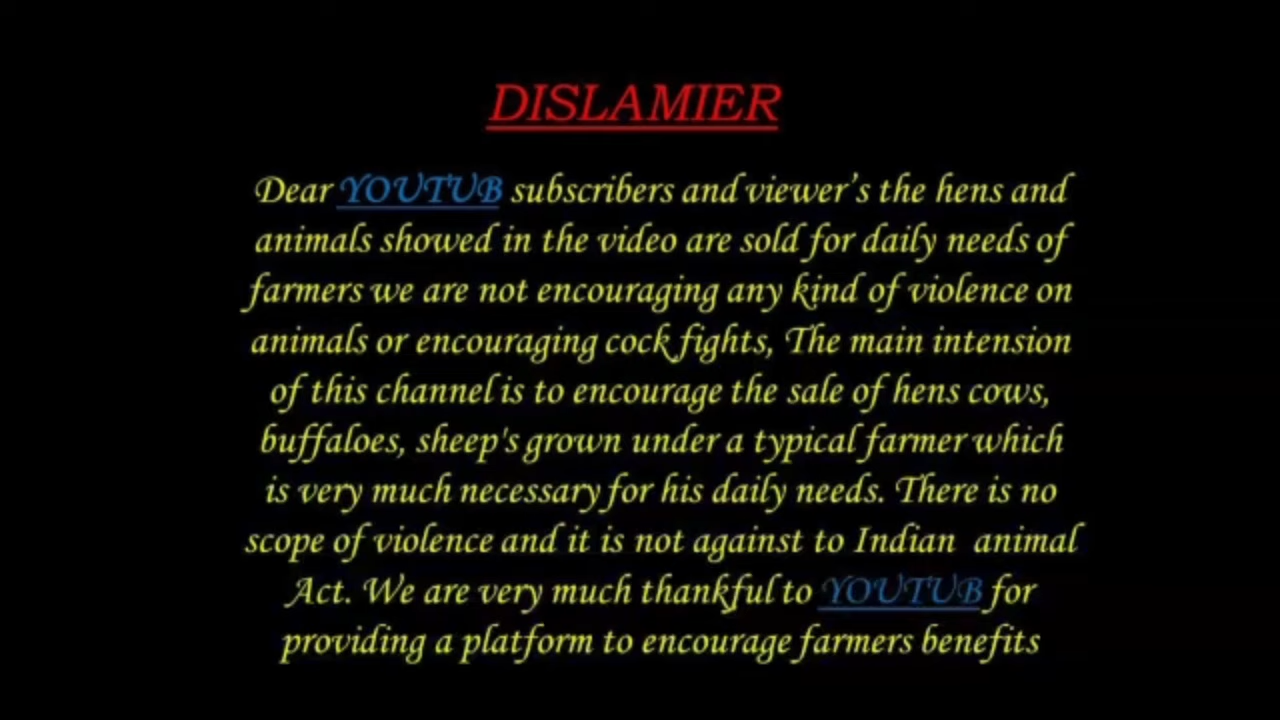 DISLAMIER
Dear YOUTUB subscribers and viewer's the hens and
animals showed in the video are sold for daily needs of
farmers we are not encouraging any kind of violence on
animals or encouraging cock fights, The main intension
of this channel is to encourage the sale of hens cows,
buffaloes, sheep's grown under a typical farmer which
is very much necessary for his daily needs. There is no
scope of violence and it is not against to Indian animal
Act. We are very much thankful to YOUTUB for
providing a platform to encourage farmers benefits